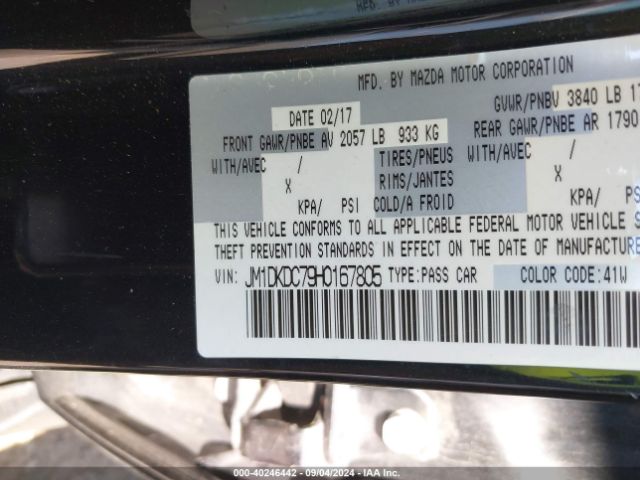 MFD. BY MAZDA MOTOR CORPORATION
DATE 02/17
GVWR/PNBV 3840 LB 17
FRONT GAWR/PNBE AV 2057 LB 933 KG
REAR GAWR/PNBE AR 1790
WITH/AVEC / TIRES/PNEUS WITH/AVEC /
X RIMS/JANTES X
KPA/ PSI COLD/A FROID KPA/ PS
THIS VEHICLE CONFORMS TO ALL APPLICABLE FEDERAL MOTOR VEHICLE S
THEFT PREVENTION STANDARDS IN EFFECT ON THE DATE OF MANUFACTURE
VIN: JM1DKDC79H0167805 TYPE:PASS CAR COLOR CODE:41W
000-40246442 - 09/04/2024 - IAA Inc.